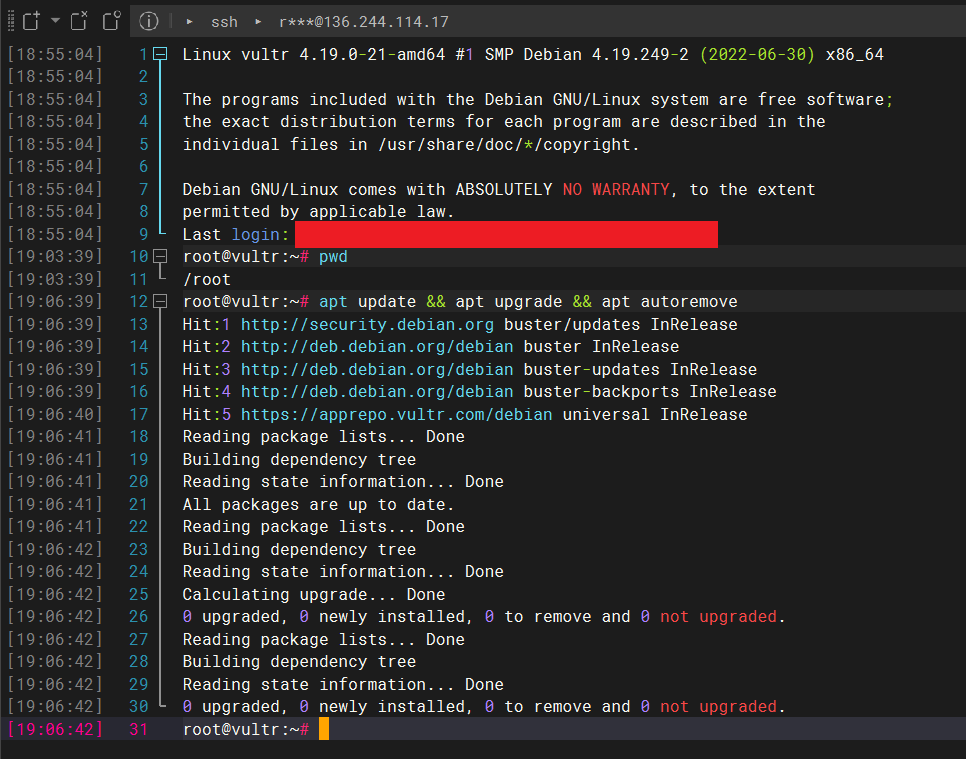 ssh r***@136.244.114.17
[18:55:04] 1 Linux vultr 4.19.0-21-amd64 #1 SMP Debian 4.19.249-2 (2022-06-30) x86_64
[18:55:04] 2
[18:55:04] 3 The programs included with the Debian GNU/Linux system are free software;
[18:55:04] 4 the exact distribution terms for each program are described in the
[18:55:04] 5 individual files in /usr/share/doc/*/copyright.
[18:55:04] 6
[18:55:04] 7 Debian GNU/Linux comes with ABSOLUTELY NO WARRANTY, to the extent
[18:55:04] 8 permitted by applicable law.
[18:55:04] 9 Last login:
[19:03:39] 10 root@vultr:~# pwd
[19:03:39] 11 /root
[19:06:39] 12 root@vultr:~# apt update && apt upgrade && apt autoremove
[19:06:39] 13 Hit:1 http://security.debian.org buster/updates InRelease
[19:06:39] 14 Hit:2 http://deb.debian.org/debian buster InRelease
[19:06:39] 15 Hit:3 http://deb.debian.org/debian buster-updates InRelease
[19:06:39] 16 Hit:4 http://deb.debian.org/debian buster-backports InRelease
[19:06:40] 17 Hit:5 https://apprepo.vultr.com/debian universal InRelease
[19:06:41] 18 Reading package lists... Done
[19:06:41] 19 Building dependency tree
[19:06:41] 20 Reading state information... Done
[19:06:41] 21 All packages are up to date.
[19:06:41] 22 Reading package lists... Done
[19:06:42] 23 Building dependency tree
[19:06:42] 24 Reading state information... Done
[19:06:42] 25 Calculating upgrade... Done
[19:06:42] 26 0 upgraded, 0 newly installed, 0 to remove and 0 not upgraded.
[19:06:42] 27 Reading package lists... Done
[19:06:42] 28 Building dependency tree
[19:06:42] 29 Reading state information... Done
[19:06:42] 30 0 upgraded, 0 newly installed, 0 to remove and 0 not upgraded.
[19:06:42] 31 root@vultr:~#